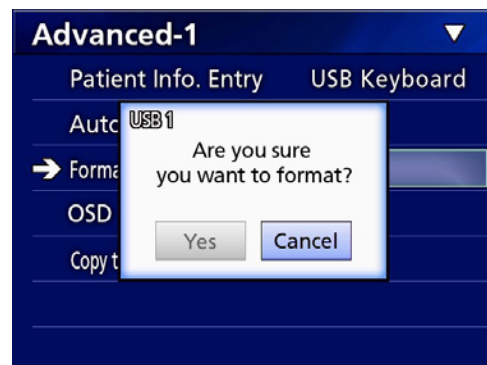 Advanced-1
Patient Info. Entry USB Keyboard
USB 1
Are you sure
you want to format?
OSD
Yes Cancel
Copy t